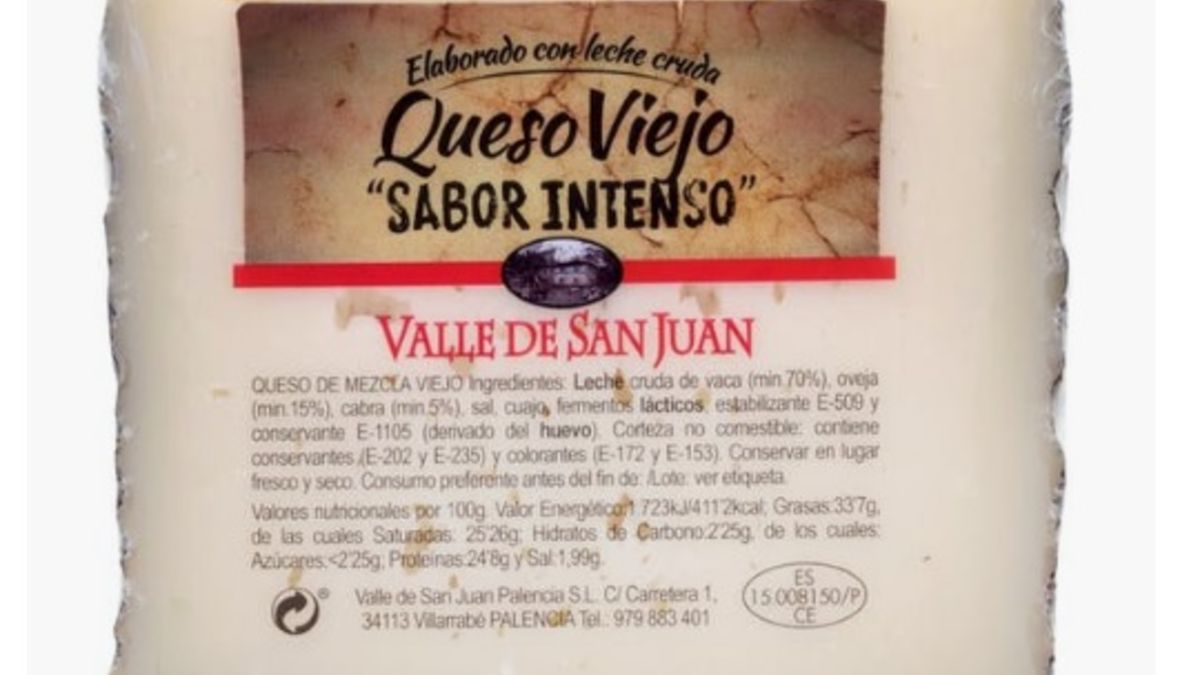 Elaborado con leche cruda
Queso Viejo
"SABOR INTENSO"
VALLE DE SAN JUAN
QUESO DE MEZCLA VIEJO Ingredientes: Leche cruda de vaca (min.70%), oveja
(min.15%), cabra (min.5%), sal, cuajo, fermentos lácticos, estabilizante E-509 y
conservante E-1105 (derivado del huevo). Corteza no comestible: contiene
conservantes (E-202 y E-235) y colorantes (E-172 y E-153). Conservar en lugar
fresco y seco. Consumo preferente antes del fin de: /Lote: ver etiqueta.
Valores nutricionales por 100g. Valor Energético:1.723kJ/411'2kcal; Grasas:33'7g,
de las cuales Saturadas: 25'26g; Hidratos de Carbono:2'25g, de los cuales:
Azúcares:<2'25g; Proteínas:24'8g y Sal:1,99g.
Valle de San Juan Palencia S.L. C/ Carretera 1,
34113 Villarrabé PALENCIA Tel.: 979 883 401
®
ES
15.008150/P
CE